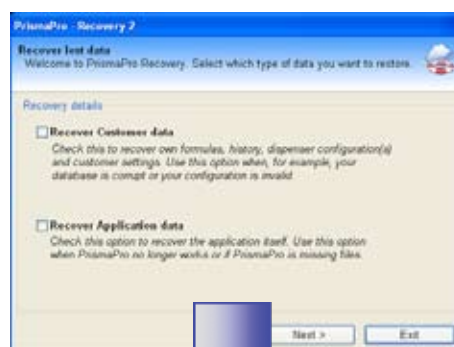 PrismaPro - Recovery 2
Recover lost data
Welcome to PrismaPro Recovery. Select which type of data you want to restore.
Recovery details
Recover Customer data
Check this to recover own formulas, history, dispenser configuration(s)
and customer settings. Use this option when, for example, your
database is corrupt or your configuration is invalid
Recover Application data
Check this option to recover the application itself. Use this option
when PrismaPro no longer works or if PrismaPro is missing files.
Next >
Exit